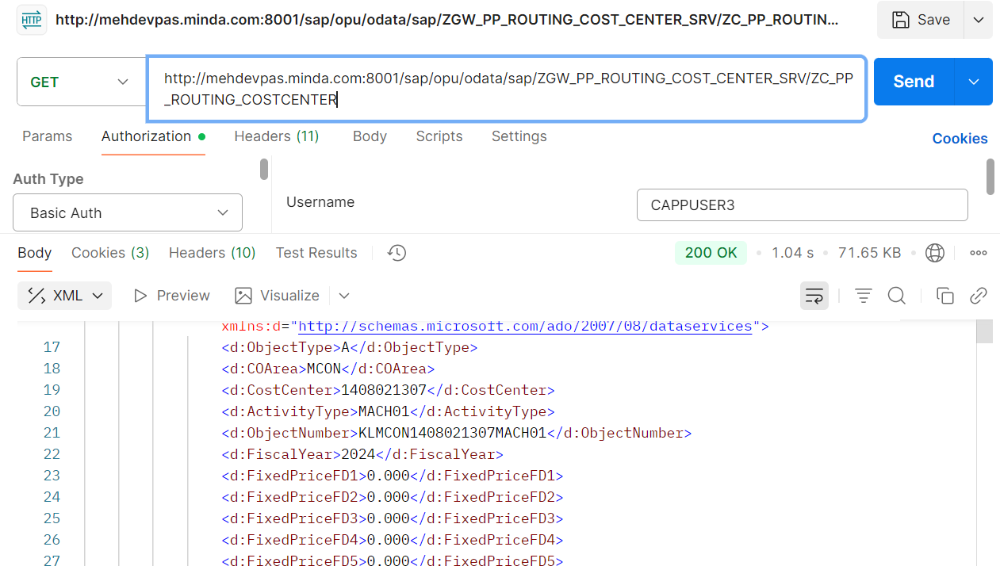 HTTP http://mehdevpas.minda.com:8001/sap/opu/odata/sap/ZGW_PP_ROUTING_COST_CENTER_SRV/ZC_PP_ROUTIN... Save
GET http://mehdevpas.minda.com:8001/sap/opu/odata/sap/ZGW_PP_ROUTING_COST_CENTER_SRV/ZC_PP
_ROUTING_COSTCENTER Send
Params Authorization Headers (11) Body Scripts Settings Cookies
Auth Type
Basic Auth
Username CAPPUSER3
Body Cookies (3) Headers (10) Test Results 200 OK 1.04 s 71.65 KB
XML Preview Visualize
xmlns:d="http://schemas.microsoft.com/ado/2007/08/dataservices">
17 <d:ObjectType>A</d:ObjectType>
18 <d:COArea>MCON</d:COArea>
19 <d:CostCenter>1408021307</d:CostCenter>
20 <d:ActivityType>MACH01</d:ActivityType>
21 <d:ObjectNumber>KLMCON1408021307MACH01</d:ObjectNumber>
22 <d:FiscalYear>2024</d:FiscalYear>
23 <d:FixedPriceFD1>0.000</d:FixedPriceFD1>
24 <d:FixedPriceFD2>0.000</d:FixedPriceFD2>
25 <d:FixedPriceFD3>0.000</d:FixedPriceFD3>
26 <d:FixedPriceFD4>0.000</d:FixedPriceFD4>
27 <d:FixedPriceFD5>0.000</d:FixedPriceFD5>